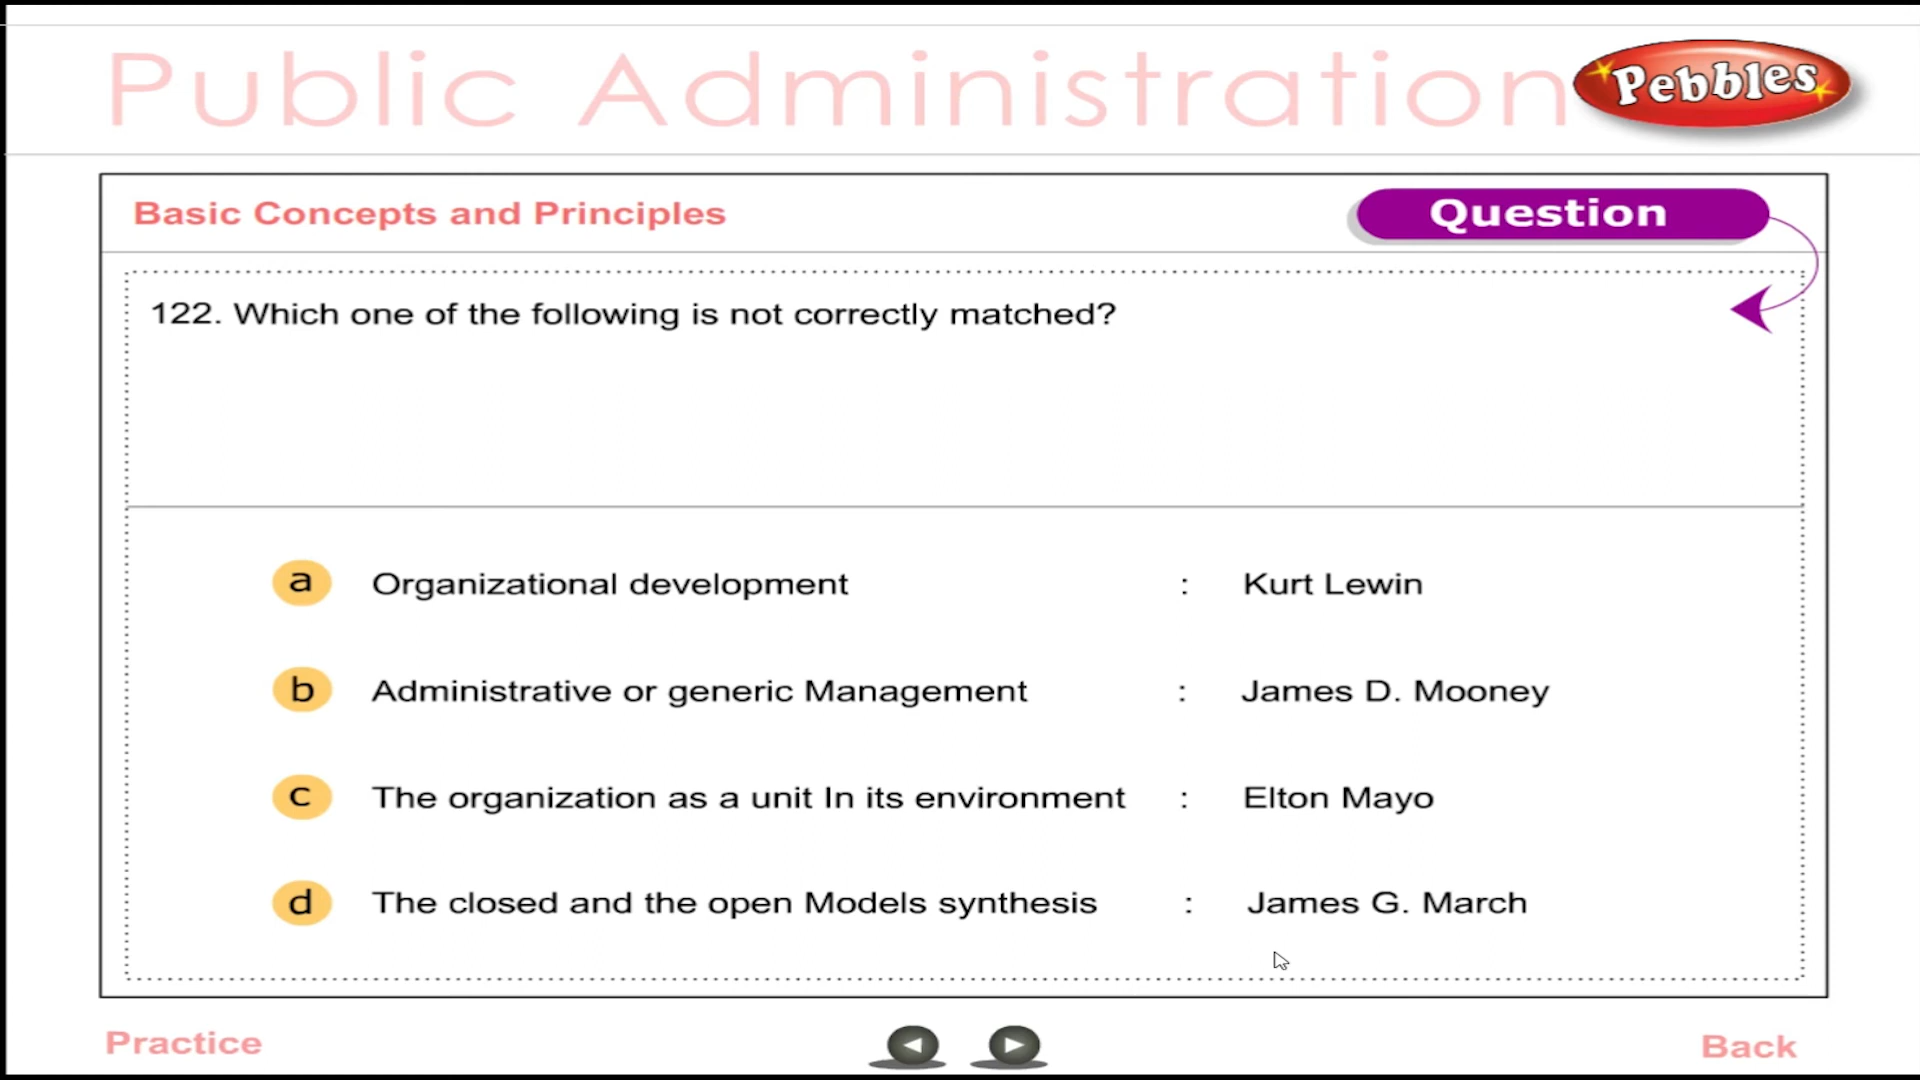 Public Administration
Pebbles
Basic Concepts and Principles
Question
122. Which one of the following is not correctly matched?
a Organizational development : Kurt Lewin
b Administrative or generic Management : James D. Mooney
c The organization as a unit In its environment : Elton Mayo
d The closed and the open Models synthesis : James G. March
Practice
Back